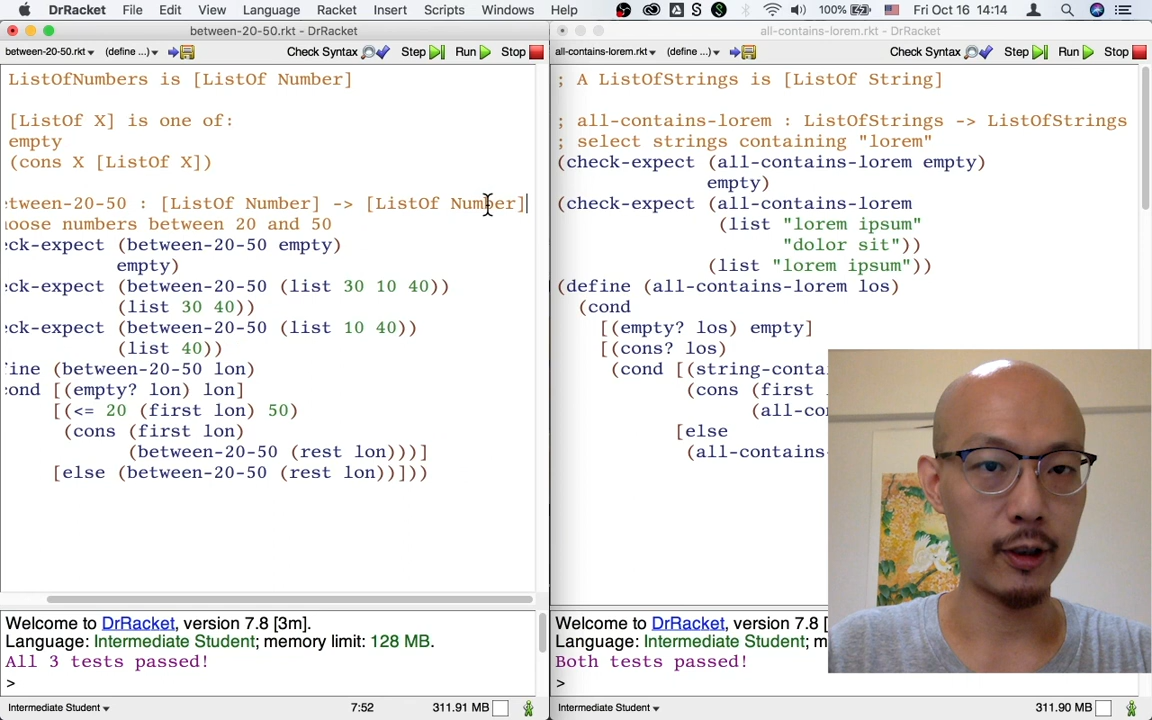 DrRacket File Edit View Language Racket Insert Scripts Windows Help 100% Fri Oct 16 14:14
between-20-50.rkt - DrRacket
between-20-50.rkt (define ...) Check Syntax Step Run Stop
ListOfNumbers is [ListOf Number]
[ListOf X] is one of:
empty
(cons X [ListOf X])
etween-20-50 : [ListOf Number] -> [ListOf Number]
oose numbers between 20 and 50
eck-expect (between-20-50 empty)
empty)
eck-expect (between-20-50 (list 30 10 40))
(list 30 40))
eck-expect (between-20-50 (list 10 40))
(list 40))
fine (between-20-50 lon)
cond [(empty? lon) lon]
[(<= 20 (first lon) 50)
(cons (first lon)
(between-20-50 (rest lon)))]
[else (between-20-50 (rest lon))]))
Welcome to DrRacket, version 7.8 [3m].
Language: Intermediate Student; memory limit: 128 MB.
All 3 tests passed!
>
Intermediate Student 7:52 311.91 MB
all-contains-lorem.rkt - DrRacket
all-contains-lorem.rkt (define ...) Check Syntax Step Run Stop
; A ListOfStrings is [ListOf String]
; all-contains-lorem : ListOfStrings -> ListOfStrings
; select strings containing "lorem"
(check-expect (all-contains-lorem empty)
empty)
(check-expect (all-contains-lorem
(list "lorem ipsum"
"dolor sit"))
(list "lorem ipsum"))
(define (all-contains-lorem los)
(cond
[(empty? los) empty]
[(cons? los)
(cond [(string-conta
(cons (first
(all-co
[else
(all-contains-
Welcome to DrRacket, version 7.8 [
Language: Intermediate Student; m
Both tests passed!
>
Intermediate Student 311.90 MB